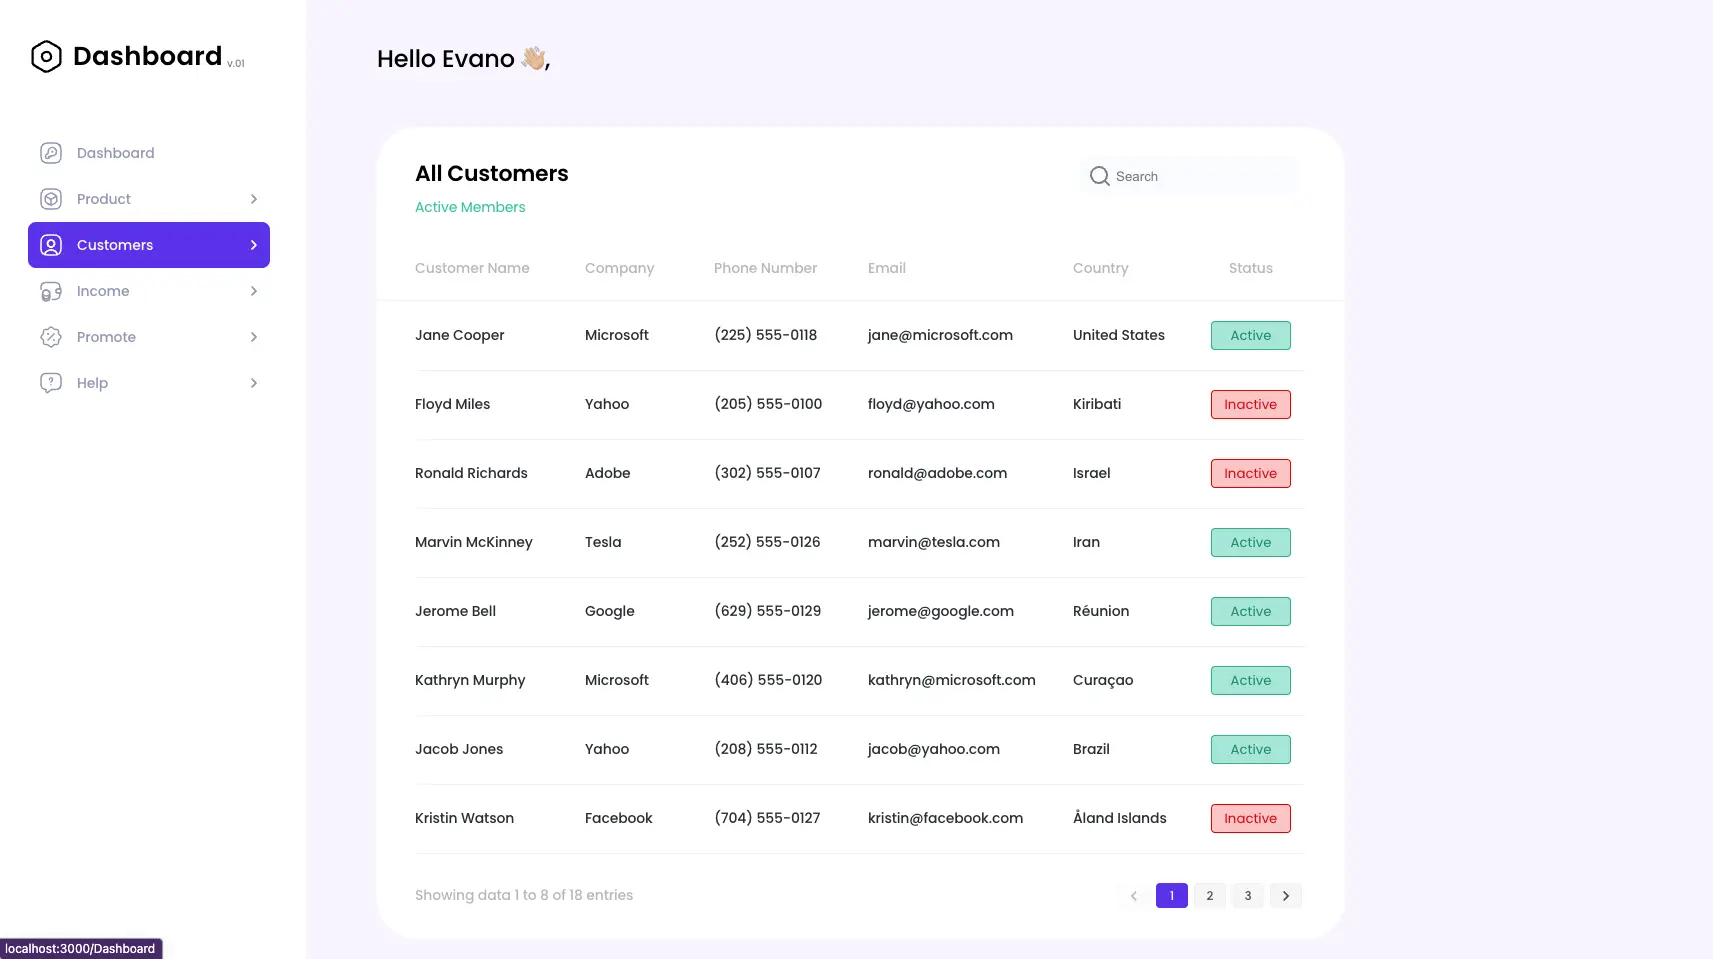 Dashboard v.01
Hello Evano 👋🏼,
Dashboard
Product
Customers
Income
Promote
Help
All Customers
Search
Active Members
Customer Name Company Phone Number Email Country Status
Jane Cooper Microsoft (225) 555-0118 jane@microsoft.com United States Active
Floyd Miles Yahoo (205) 555-0100 floyd@yahoo.com Kiribati Inactive
Ronald Richards Adobe (302) 555-0107 ronald@adobe.com Israel Inactive
Marvin McKinney Tesla (252) 555-0126 marvin@tesla.com Iran Active
Jerome Bell Google (629) 555-0129 jerome@google.com Réunion Active
Kathryn Murphy Microsoft (406) 555-0120 kathryn@microsoft.com Curaçao Active
Jacob Jones Yahoo (208) 555-0112 jacob@yahoo.com Brazil Active
Kristin Watson Facebook (704) 555-0127 kristin@facebook.com Åland Islands Inactive
Showing data 1 to 8 of 18 entries
1 2 3
localhost:3000/Dashboard